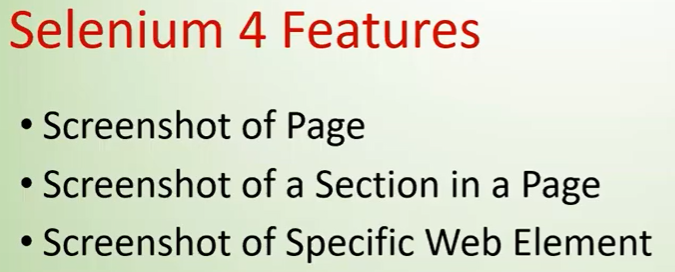 Selenium 4 Features
• Screenshot of Page
• Screenshot of a Section in a Page
• Screenshot of Specific Web Element